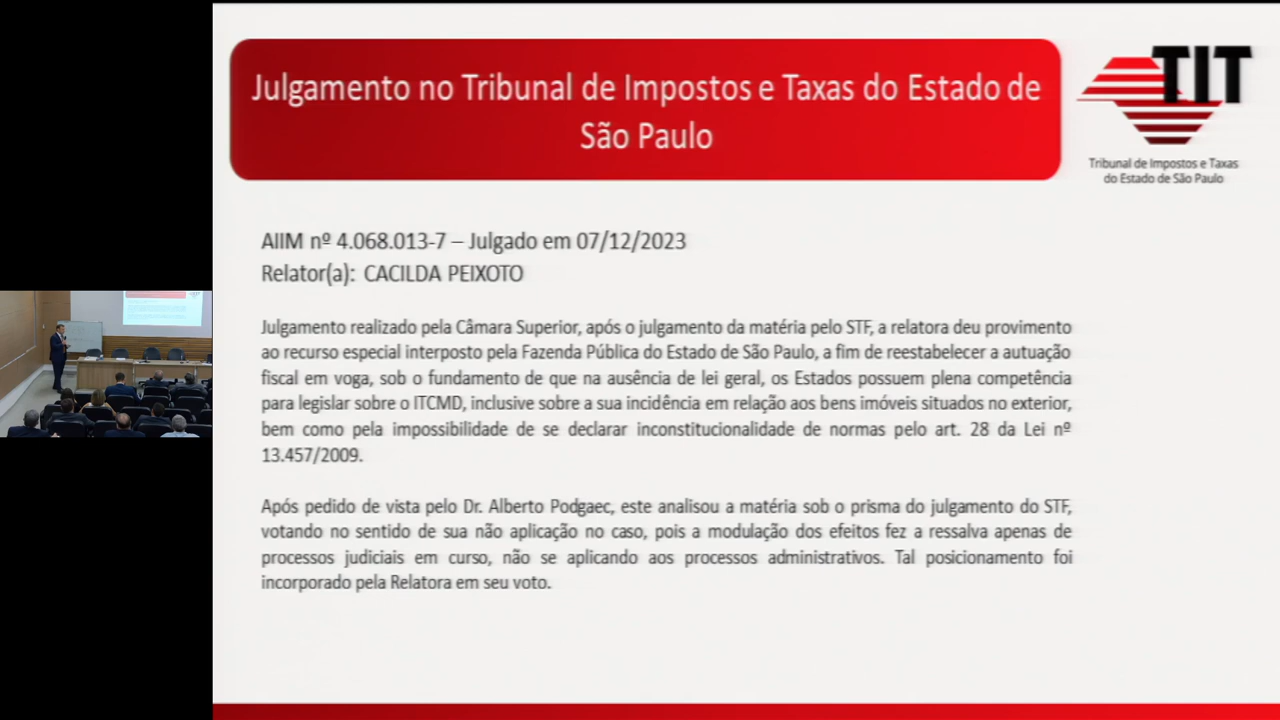 Julgamento no Tribunal de Impostos e Taxas do Estado de
São Paulo
TIT
Tribunal de Impostos e Taxas
do Estado de São Paulo
AIIM nº 4.068.013-7 – Julgado em 07/12/2023
Relator(a): CACILDA PEIXOTO
Julgamento realizado pela Câmara Superior, após o julgamento da matéria pelo STF, a relatora deu provimento
ao recurso especial interposto pela Fazenda Pública do Estado de São Paulo, a fim de reestabelecer a autuação
fiscal em voga, sob o fundamento de que na ausência de lei geral, os Estados possuem plena competência
para legislar sobre o ITCMD, inclusive sobre a sua incidência em relação aos bens imóveis situados no exterior,
bem como pela impossibilidade de se declarar inconstitucionalidade de normas pelo art. 28 da Lei nº
13.457/2009.
Após pedido de vista pelo Dr. Alberto Podgaec, este analisou a matéria sob o prisma do julgamento do STF,
votando no sentido de sua não aplicação no caso, pois a modulação dos efeitos fez a ressalva apenas de
processos judiciais em curso, não se aplicando aos processos administrativos. Tal posicionamento foi
incorporado pela Relatora em seu voto.